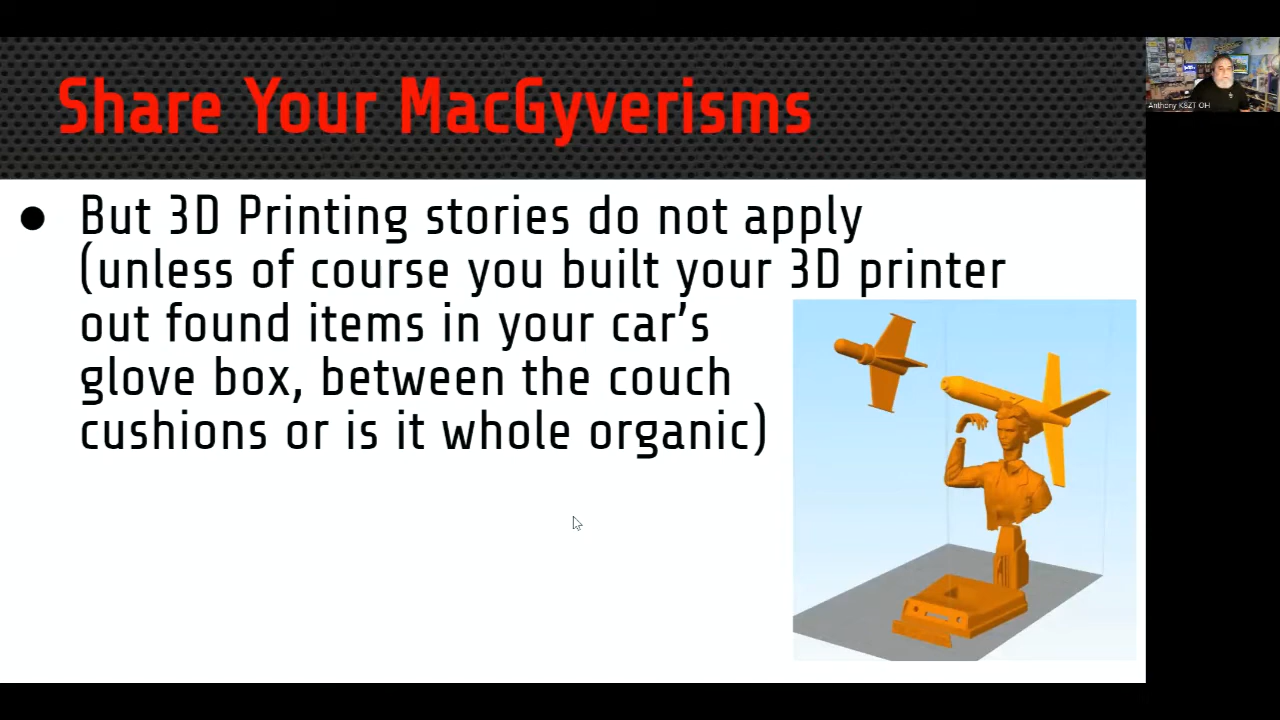 Share Your MacGyverisms
Anthony K8ZT OH
● But 3D Printing stories do not apply
(unless of course you built your 3D printer
out found items in your car’s
glove box, between the couch
cushions or is it whole organic)